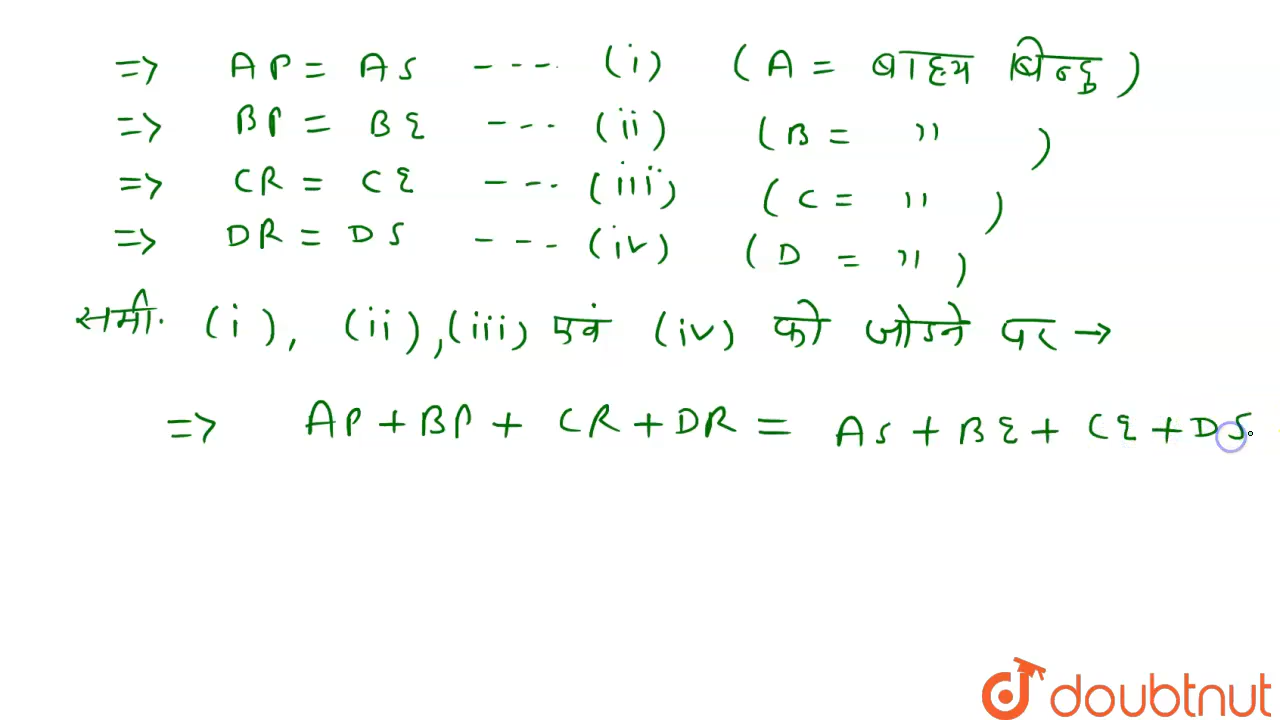 => AP = AS ---- (i) (A = बाह्य बिन्दु)
=> BP = BQ --- (ii) (B = ")
=> CR = CQ --- (iii) (C = ")
=> DR = DS --- (iv) (D = ")
समी. (i), (ii), (iii) एवं (iv) को जोडने पर →
=> AP + BP + CR + DR = AS + BQ + CQ + DS
doubtnut